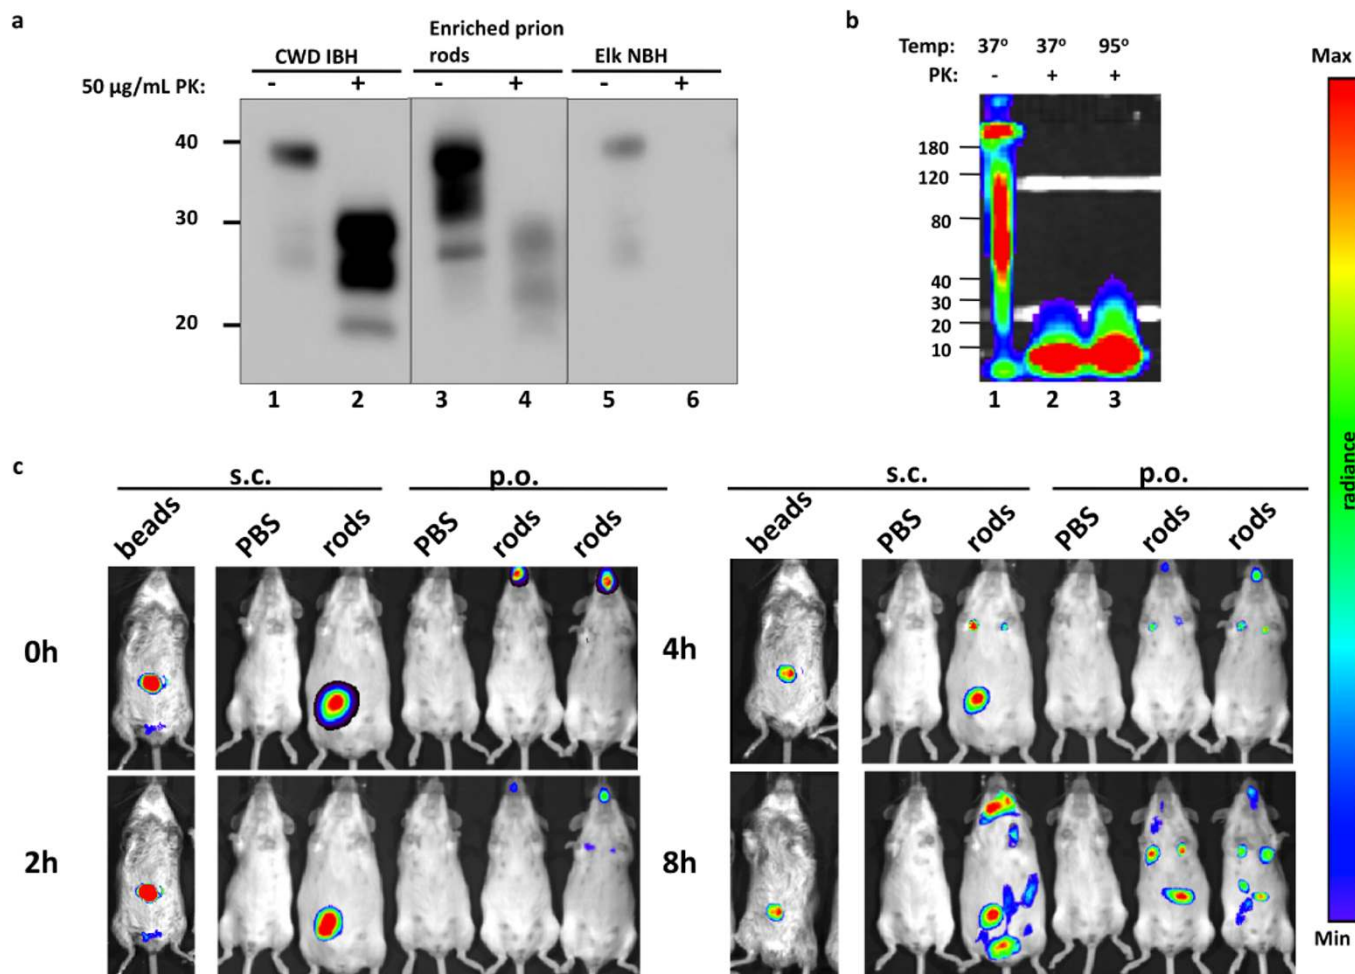 a
CWD IBH
Enriched prion
rods
Elk NBH
50 µg/mL PK:
- + - + - +
40
30
20
1 2 3 4 5 6
b
Temp: 37° 37° 95°
PK: - + +
180
120
80
40
30
20
10
1 2 3
Max
radiance
Min
c
s.c. p.o.
beads PBS rods PBS rods rods
0h
2h
s.c. p.o.
beads PBS rods PBS rods rods
4h
8h